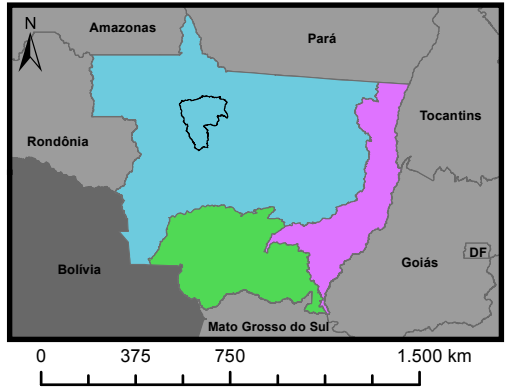 N
Amazonas
Pará
Tocantins
Rondônia
Bolívia
Goiás
DF
Mato Grosso do Sul
0 375 750 1.500 km